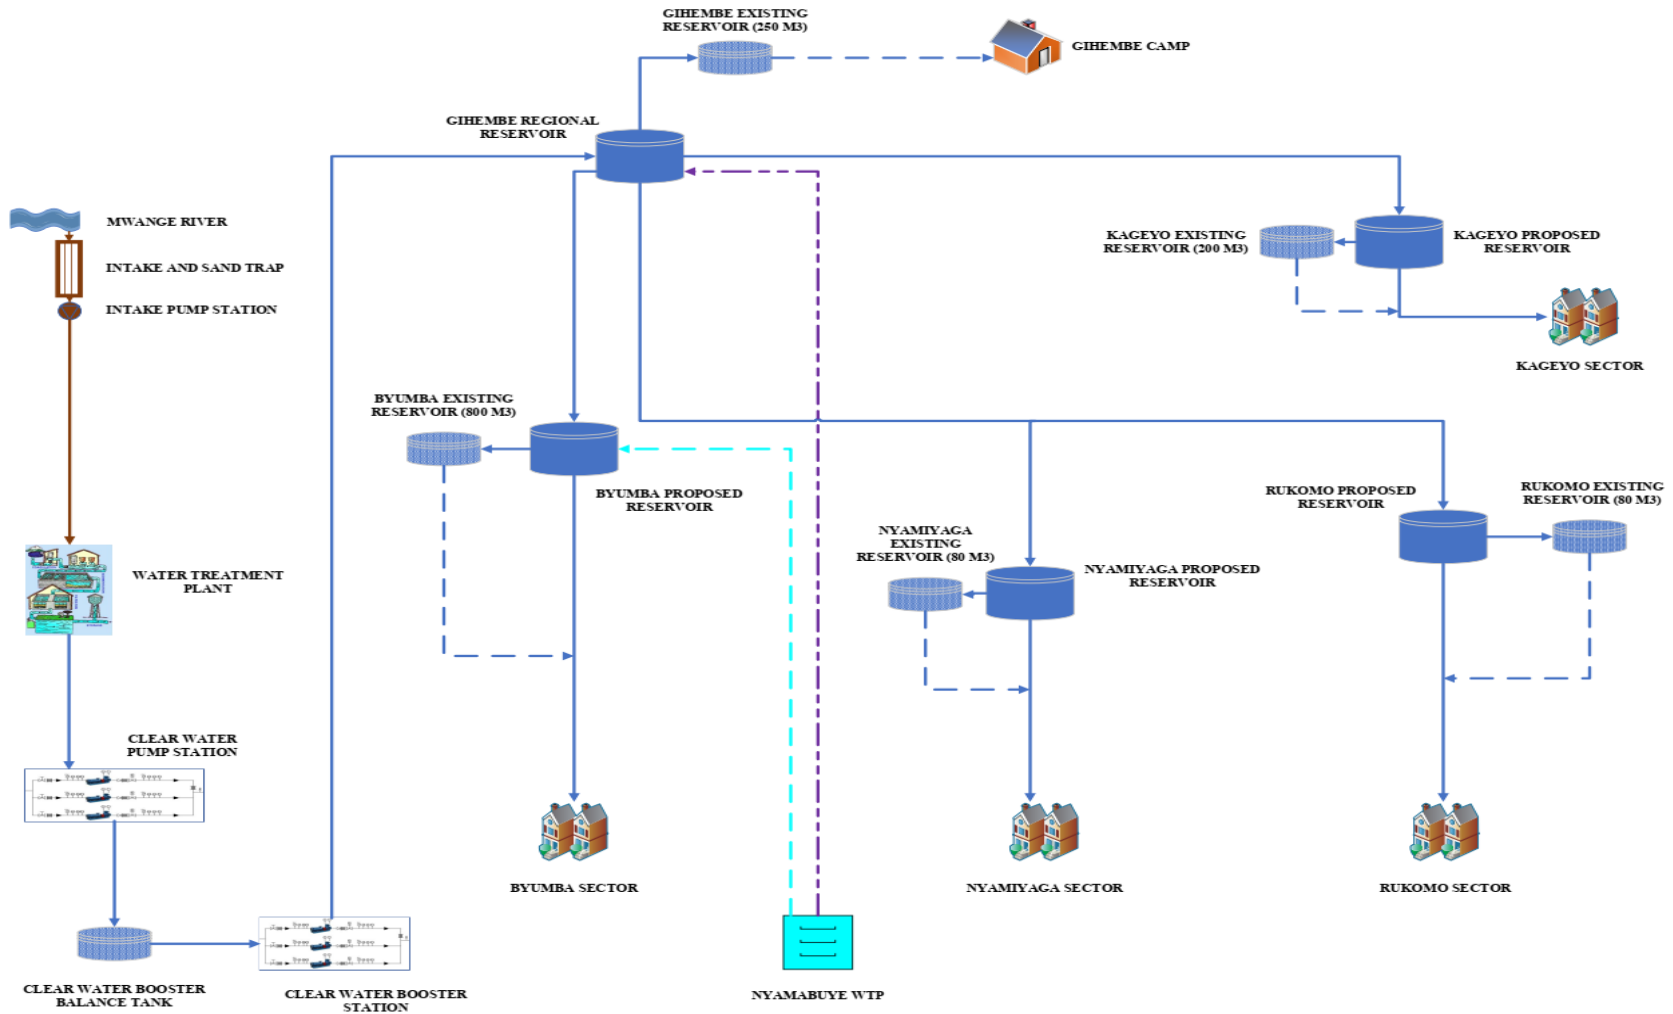 GIHEMBE EXISTING
RESERVOIR (250 M3)
GIHEMBE CAMP
GIHEMBE REGIONAL
RESERVOIR
MWANGE RIVER
INTAKE AND SAND TRAP
INTAKE PUMP STATION
KAGEYO EXISTING
RESERVOIR (200 M3)
KAGEYO PROPOSED
RESERVOIR
KAGEYO SECTOR
BYUMBA EXISTING
RESERVOIR (800 M3)
BYUMBA PROPOSED
RESERVOIR
RUKOMO PROPOSED
RESERVOIR
RUKOMO EXISTING
RESERVOIR (80 M3)
NYAMIYAGA
EXISTING
RESERVOIR (80 M3)
NYAMIYAGA PROPOSED
RESERVOIR
WATER TREATMENT
PLANT
CLEAR WATER
PUMP STATION
BYUMBA SECTOR
NYAMIYAGA SECTOR
RUKOMO SECTOR
CLEAR WATER BOOSTER
BALANCE TANK
CLEAR WATER BOOSTER
STATION
NYAMABUYE WTP